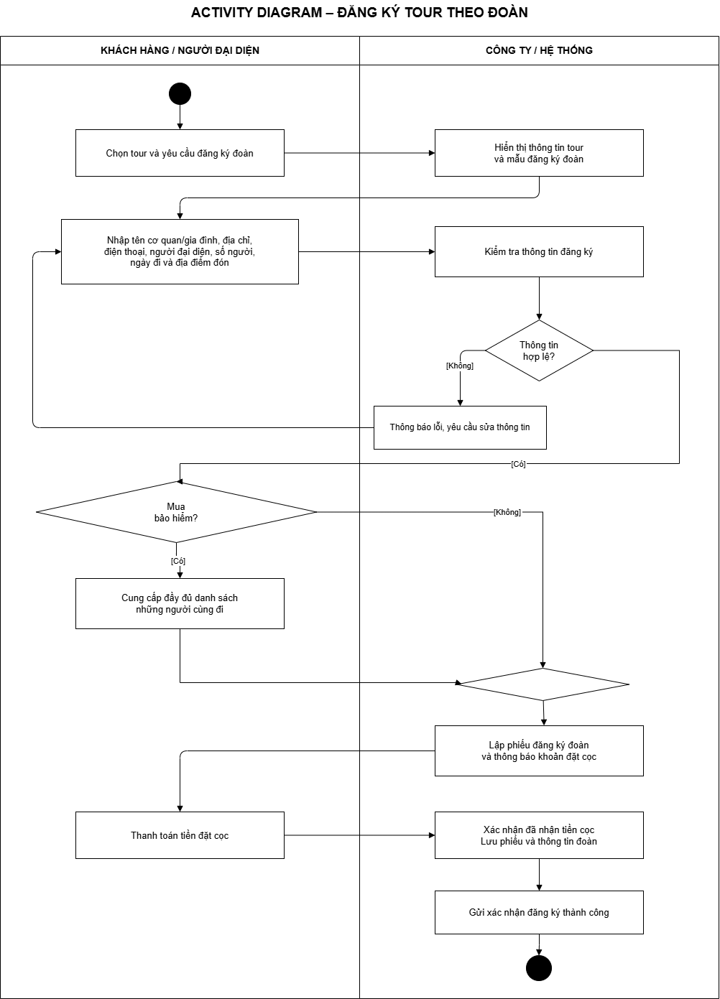 ACTIVITY DIAGRAM – ĐĂNG KÝ TOUR THEO ĐOÀN
KHÁCH HÀNG / NGƯỜI ĐẠI DIỆN
CÔNG TY / HỆ THỐNG
Chọn tour và yêu cầu đăng ký đoàn
Hiển thị thông tin tour
và mẫu đăng ký đoàn
Nhập tên cơ quan/gia đình, địa chỉ,
điện thoại, người đại diện, số người,
ngày đi và địa điểm đón
Kiểm tra thông tin đăng ký
Thông tin
hợp lệ?
[Không]
Thông báo lỗi, yêu cầu sửa thông tin
[Có]
Mua
bảo hiểm?
[Không]
[Có]
Cung cấp đầy đủ danh sách
những người cùng đi
Lập phiếu đăng ký đoàn
và thông báo khoản đặt cọc
Thanh toán tiền đặt cọc
Xác nhận đã nhận tiền cọc
Lưu phiếu và thông tin đoàn
Gửi xác nhận đăng ký thành công